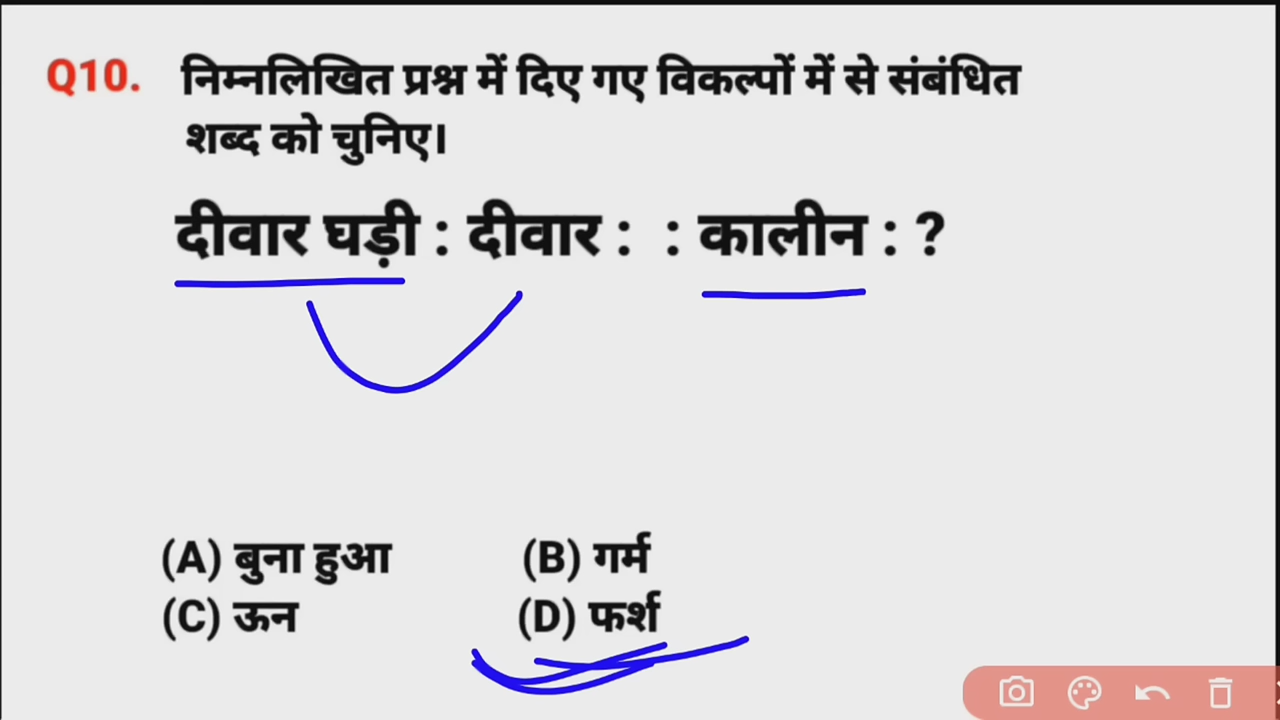 Q10. निम्नलिखित प्रश्न में दिए गए विकल्पों में से संबंधित
शब्द को चुनिए।
दीवार घड़ी : दीवार : : कालीन : ?
(A) बुना हुआ (B) गर्म
(C) ऊन (D) फर्श